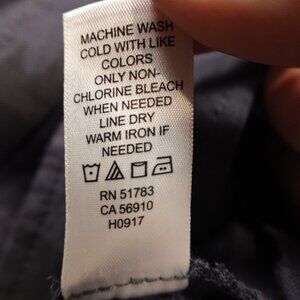 MACHINE WASH
COLD WITH LIKE
COLORS
ONLY NON-
CHLORINE BLEACH
WHEN NEEDED
LINE DRY
WARM IRON IF
NEEDED
RN 51783
CA 56910
H0917